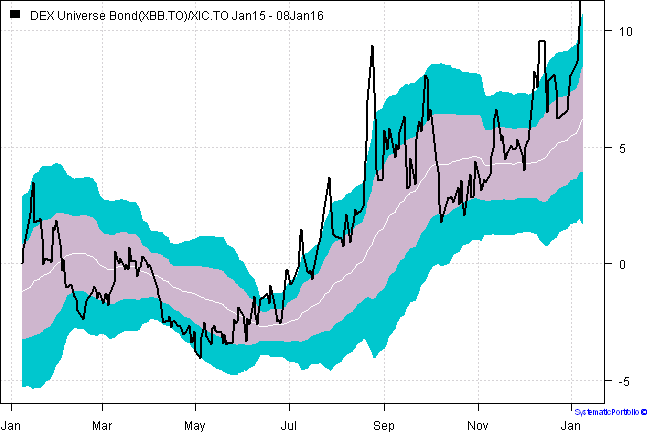 DEX Universe Bond(XBB.TO)/XIC.TO Jan15 - 08Jan16
10
5
0
-5
Jan Mar May Jul Sep Nov Jan
SystematicPortfolio ©